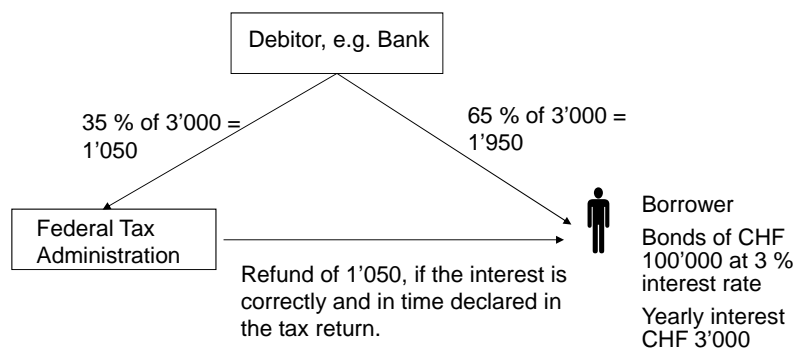 Debitor, e.g. Bank
35 % of 3’000 =
1’050
65 % of 3’000 =
1’950
Federal Tax
Administration
Refund of 1’050, if the interest is
correctly and in time declared in
the tax return.
Borrower
Bonds of CHF
100’000 at 3 %
interest rate
Yearly interest
CHF 3’000